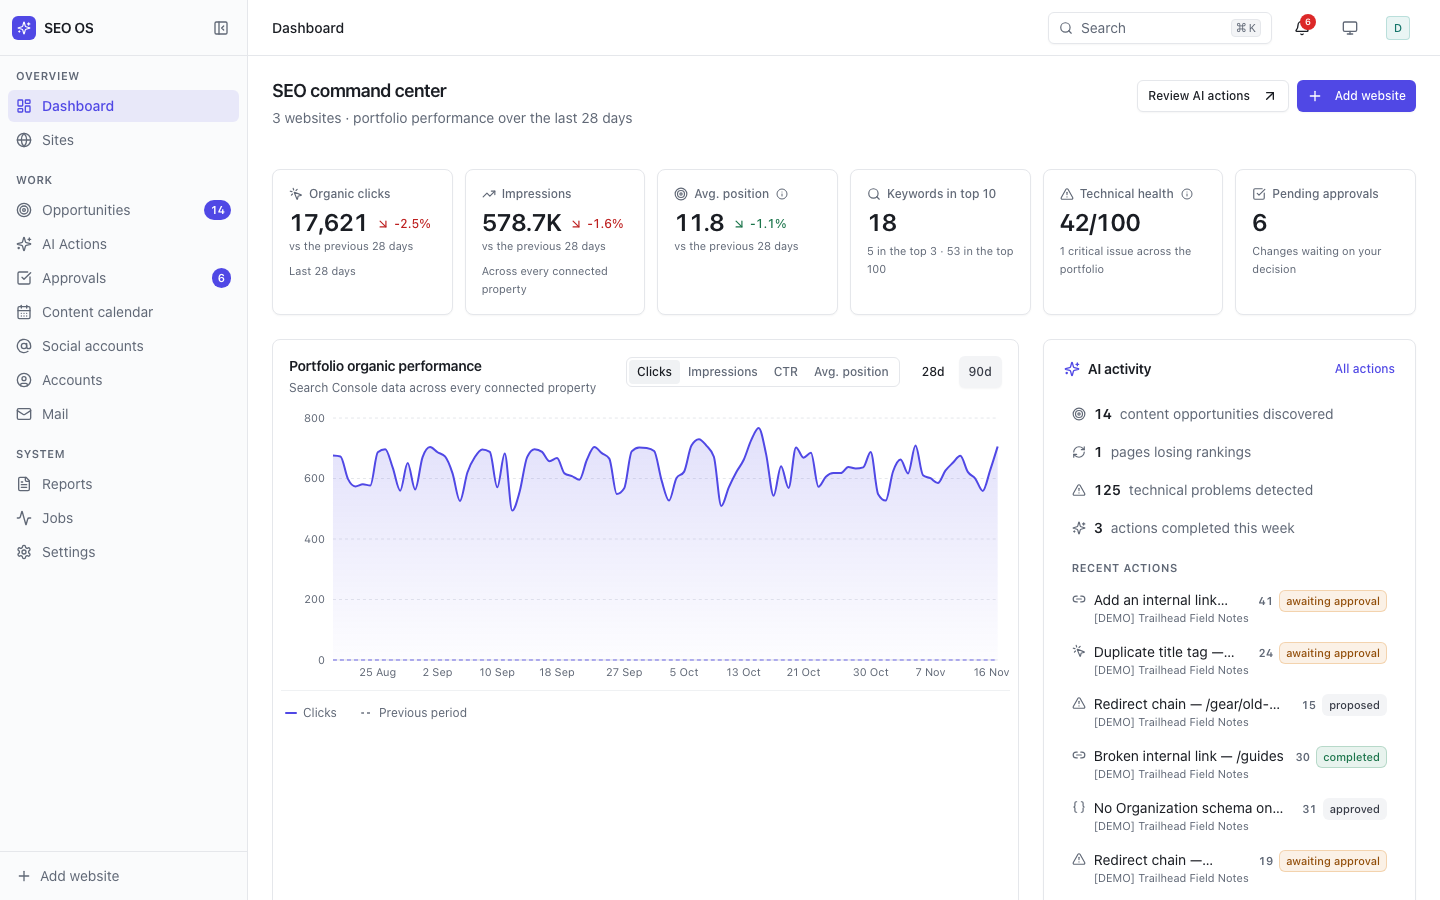 SEO OS
Dashboard
Search
⌘ K
6
D
OVERVIEW
Dashboard
Sites
WORK
Opportunities
14
AI Actions
Approvals
6
Content calendar
Social accounts
Accounts
Mail
SYSTEM
Reports
Jobs
Settings
Add website
SEO command center
3 websites · portfolio performance over the last 28 days
Review AI actions
Add website
Organic clicks
17,621 -2.5%
vs the previous 28 days
Last 28 days
Impressions
578.7K -1.6%
vs the previous 28 days
Across every connected
property
Avg. position
11.8 -1.1%
vs the previous 28 days
Keywords in top 10
18
5 in the top 3 · 53 in the top
100
Technical health
42/100
1 critical issue across the
portfolio
Pending approvals
6
Changes waiting on your
decision
Portfolio organic performance
Search Console data across every connected property
Clicks Impressions CTR Avg. position
28d 90d
800
600
400
200
0
25 Aug 2 Sep 10 Sep 18 Sep 27 Sep 5 Oct 13 Oct 21 Oct 30 Oct 7 Nov 16 Nov
Clicks Previous period
AI activity
All actions
14 content opportunities discovered
1 pages losing rankings
125 technical problems detected
3 actions completed this week
RECENT ACTIONS
Add an internal link... 41 awaiting approval
[DEMO] Trailhead Field Notes
Duplicate title tag —... 24 awaiting approval
[DEMO] Trailhead Field Notes
Redirect chain — /gear/old-... 15 proposed
[DEMO] Trailhead Field Notes
Broken internal link — /guides 30 completed
[DEMO] Trailhead Field Notes
No Organization schema on... 31 approved
[DEMO] Trailhead Field Notes
Redirect chain —... 19 awaiting approval
[DEMO] Trailhead Field Notes